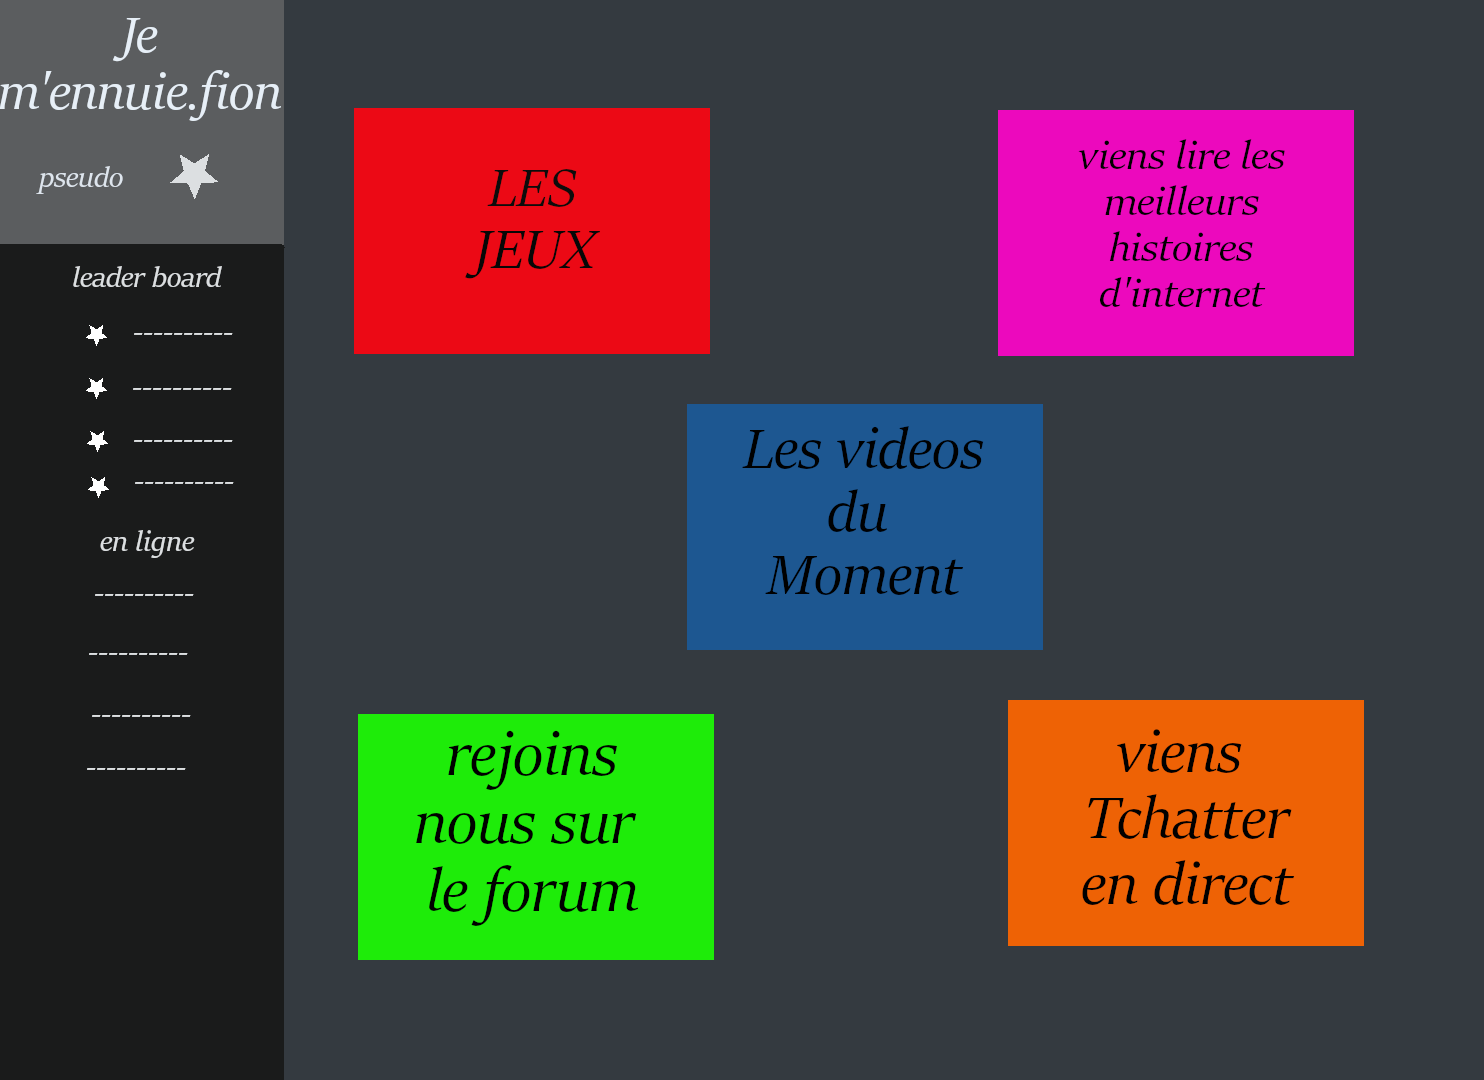 Je
m'ennuie.fion
pseudo
leader board
----------
----------
----------
----------
en ligne
----------
----------
----------
----------
LES
JEUX
viens lire les
meilleurs
histoires
d'internet
Les videos
du
Moment
rejoins
nous sur
le forum
viens
Tchatter
en direct